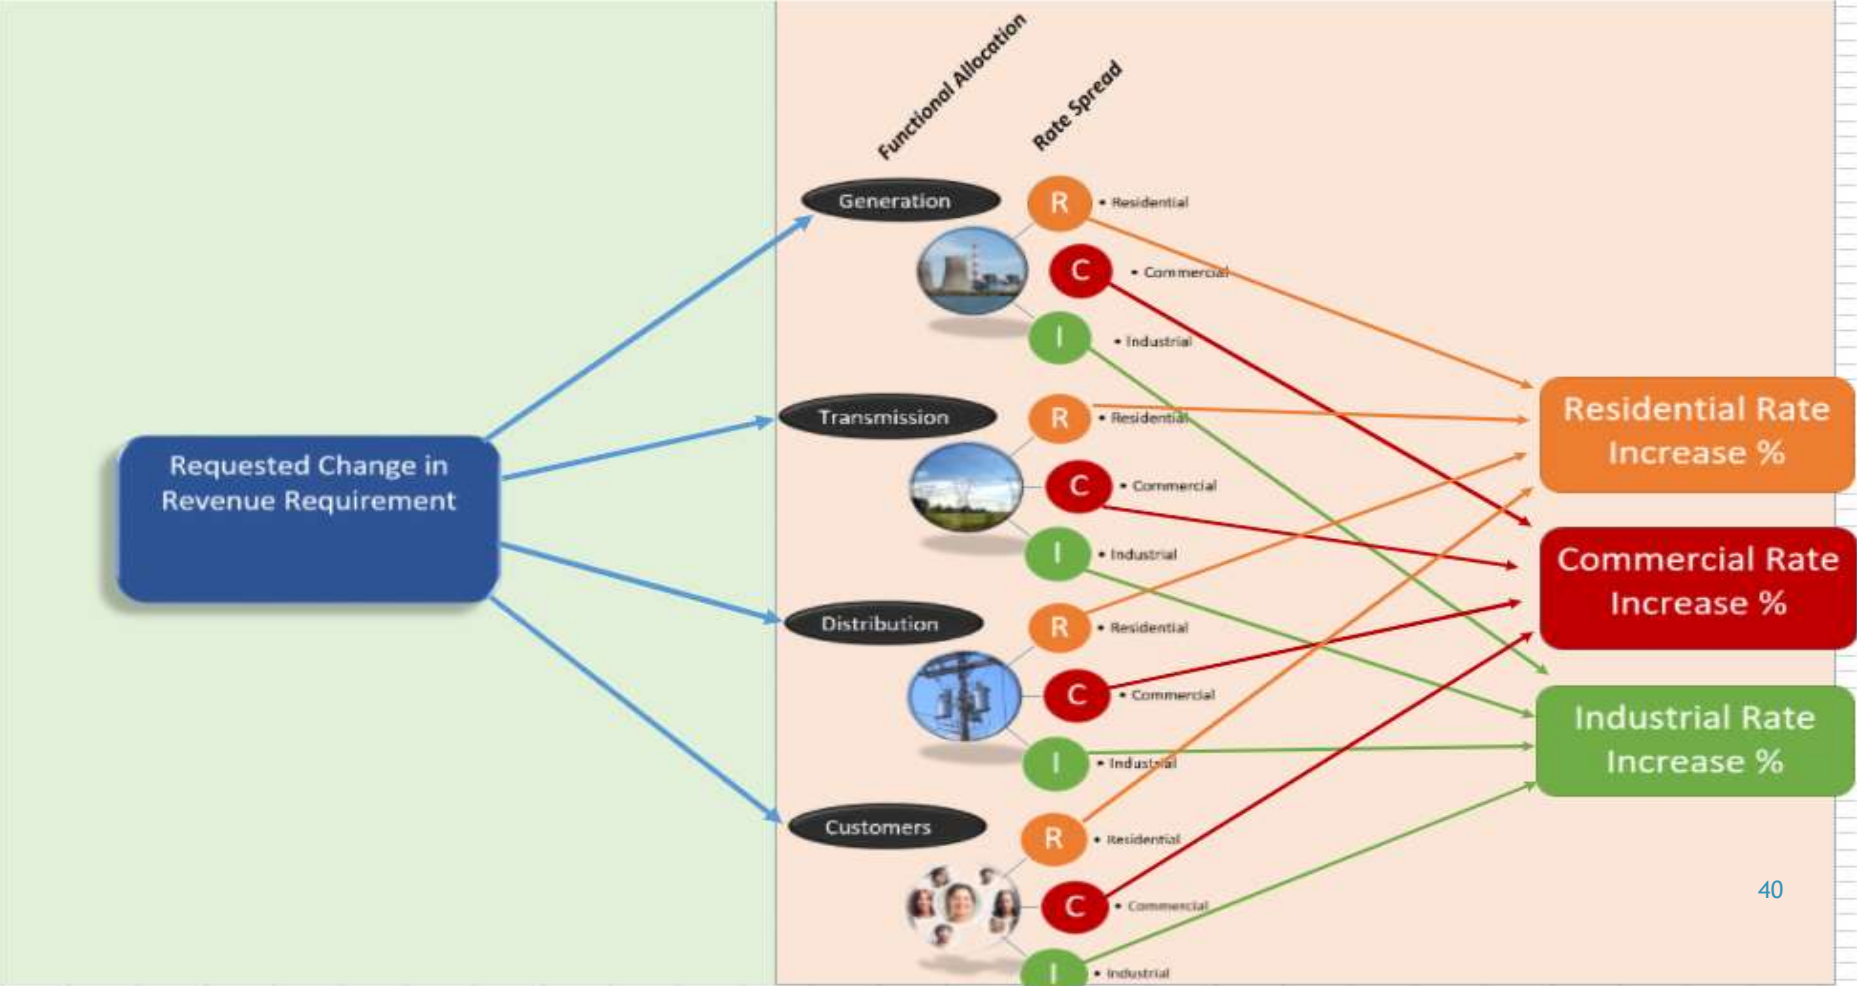 Functional Allocation
Rate Spread
Requested Change in
Revenue Requirement
Generation
R
• Residential
C
• Commercial
I
• Industrial
Transmission
R
• Residential
C
• Commercial
I
• Industrial
Distribution
R
• Residential
C
• Commercial
I
• Industrial
Customers
R
• Residential
C
• Commercial
I
• Industrial
Residential Rate
Increase %
Commercial Rate
Increase %
Industrial Rate
Increase %
40